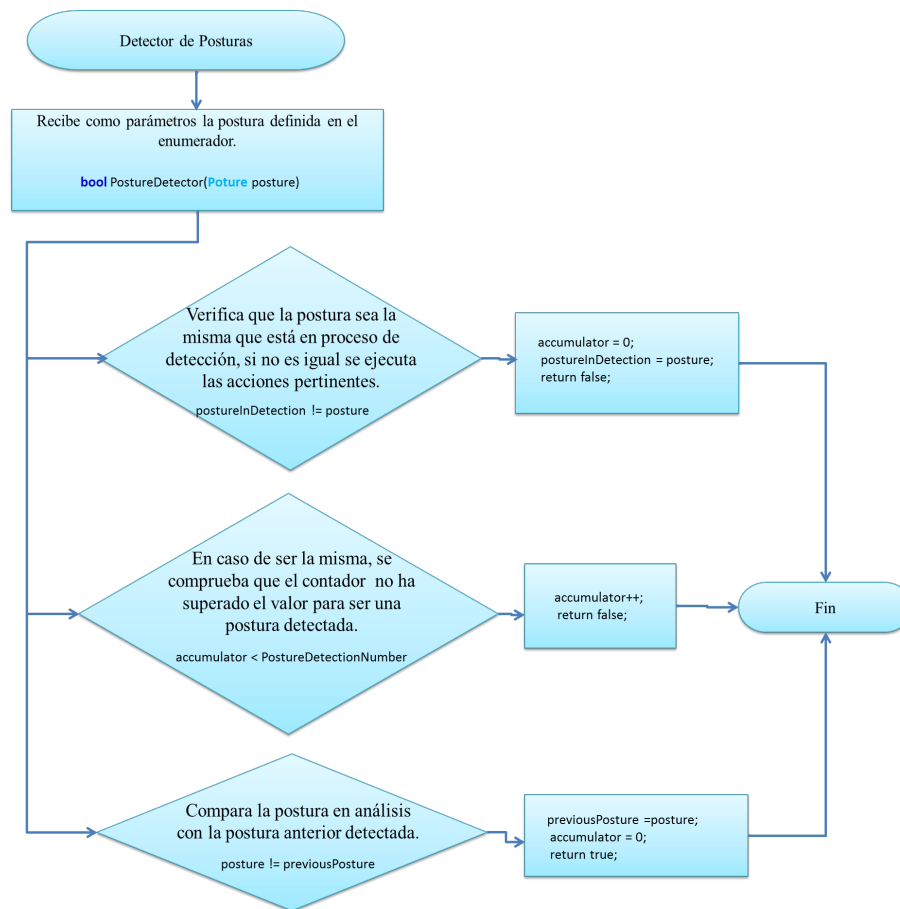 Detector de Posturas
Recibe como parámetros la postura definida en el
enumerador.
bool PostureDetector(Poture posture)
Verifica que la postura sea la
misma que está en proceso de
detección, si no es igual se ejecuta
las acciones pertinentes.
postureInDetection != posture
accumulator = 0;
postureInDetection = posture;
return false;
En caso de ser la misma, se
comprueba que el contador no ha
superado el valor para ser una
postura detectada.
accumulator < PostureDetectionNumber
accumulator++;
return false;
Fin
Compara la postura en análisis
con la postura anterior detectada.
posture != previousPosture
previousPosture =posture;
accumulator = 0;
return true;